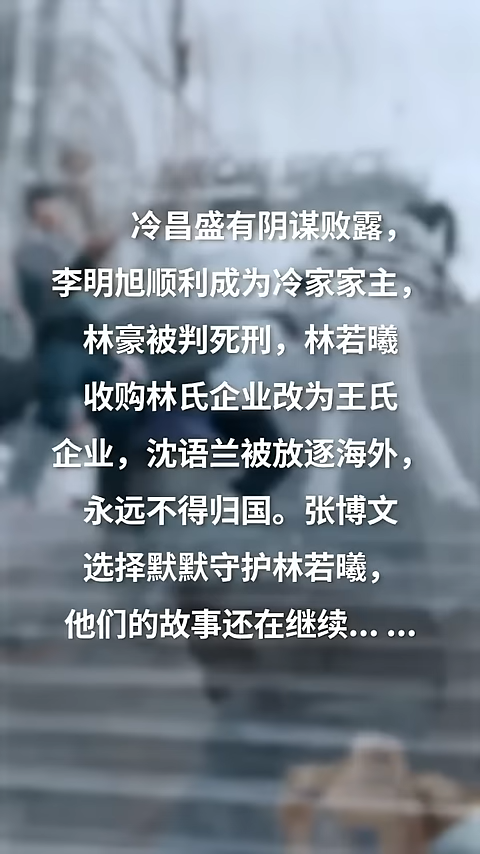 冷昌盛有阴谋败露，
李明旭顺利成为冷家家主，
林豪被判死刑，林若曦
收购林氏企业改为王氏
企业，沈语兰被放逐海外，
永远不得归国。张博文
选择默默守护林若曦，
他们的故事还在继续... ...